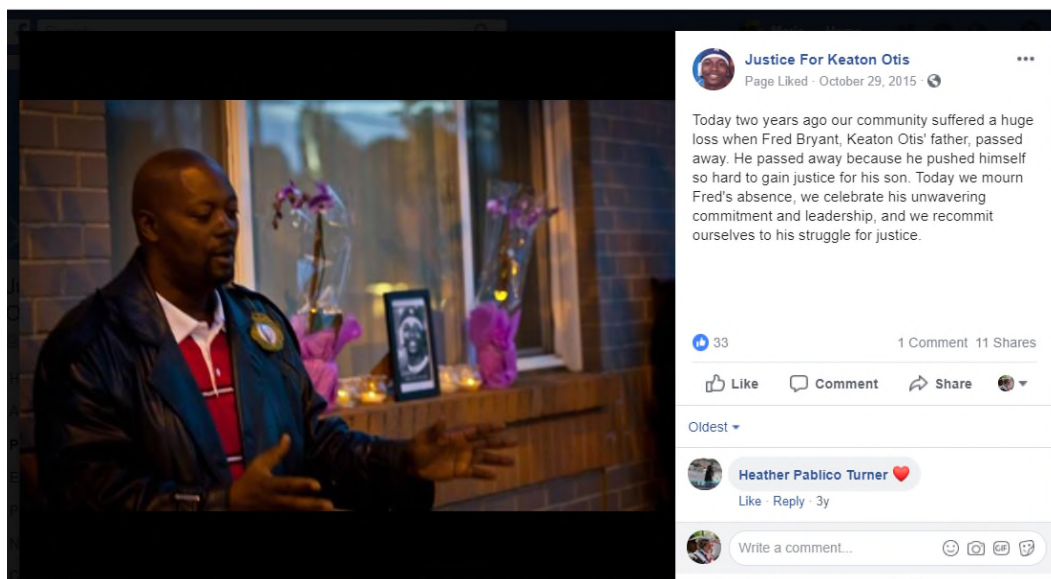 Justice For Keaton Otis
Page Liked · October 29, 2015 ·
Today two years ago our community suffered a huge
loss when Fred Bryant, Keaton Otis' father, passed
away. He passed away because he pushed himself
so hard to gain justice for his son. Today we mourn
Fred's absence, we celebrate his unwavering
commitment and leadership, and we recommit
ourselves to his struggle for justice.
33
1 Comment 11 Shares
Like Comment Share
Oldest
Heather Pablico Turner ❤️
Like · Reply · 3y
Write a comment...
GIF